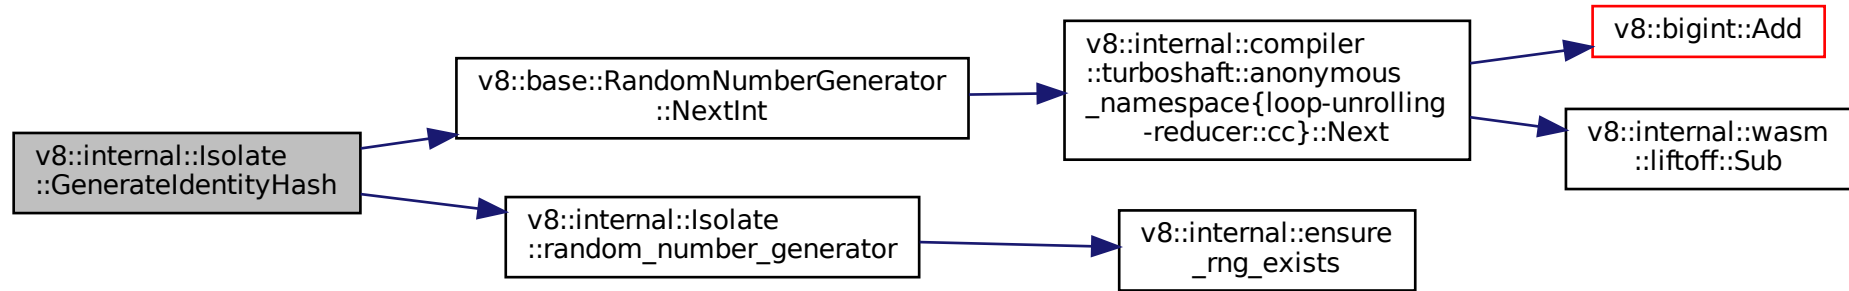 v8::internal::Isolate
::GenerateIdentityHash
v8::base::RandomNumberGenerator
::NextInt
v8::internal::Isolate
::random_number_generator
v8::internal::compiler
::turboshaft::anonymous
_namespace{loop-unrolling
-reducer::cc}::Next
v8::internal::ensure
_rng_exists
v8::bigint::Add
v8::internal::wasm
::liftoff::Sub